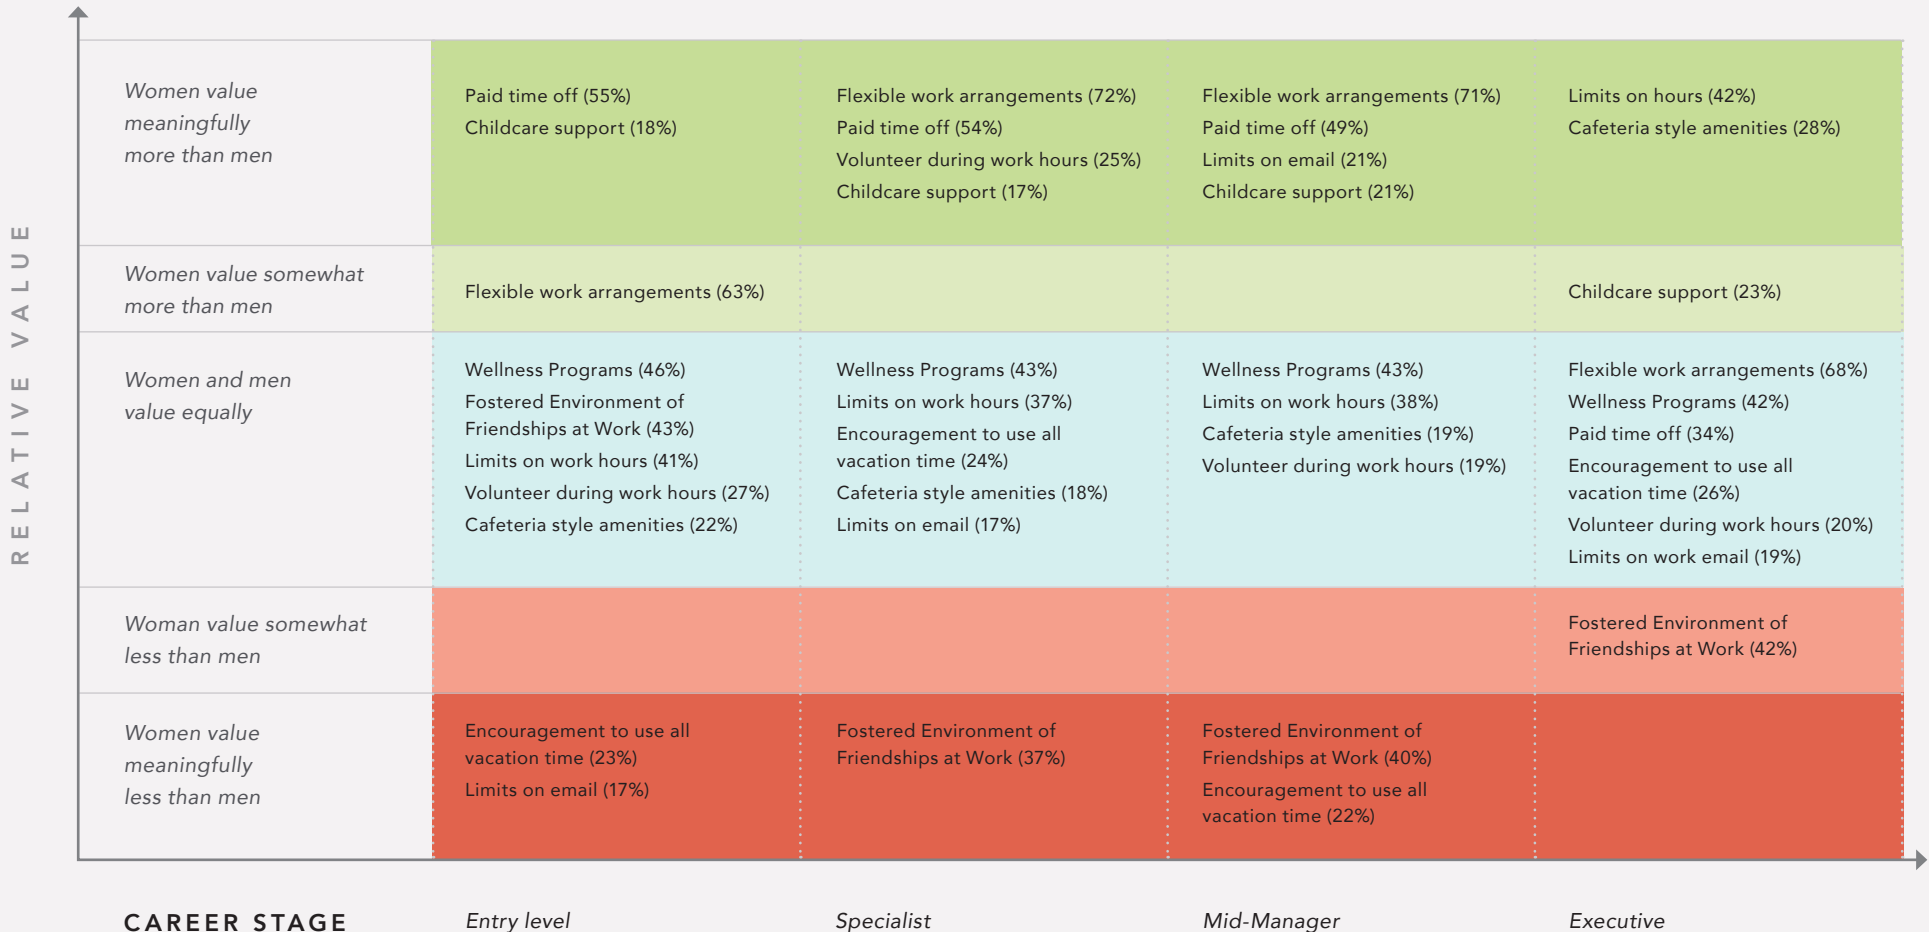 RELATIVE VALUE
Women value
meaningfully
more than men
Paid time off (55%)
Childcare support (18%)
Flexible work arrangements (72%)
Paid time off (54%)
Volunteer during work hours (25%)
Childcare support (17%)
Flexible work arrangements (71%)
Paid time off (49%)
Limits on email (21%)
Childcare support (21%)
Limits on hours (42%)
Cafeteria style amenities (28%)
Women value somewhat
more than men
Flexible work arrangements (63%)
Childcare support (23%)
Women and men
value equally
Wellness Programs (46%)
Fostered Environment of
Friendships at Work (43%)
Limits on work hours (41%)
Volunteer during work hours (27%)
Cafeteria style amenities (22%)
Wellness Programs (43%)
Limits on work hours (37%)
Encouragement to use all
vacation time (24%)
Cafeteria style amenities (18%)
Limits on email (17%)
Wellness Programs (43%)
Limits on work hours (38%)
Cafeteria style amenities (19%)
Volunteer during work hours (19%)
Flexible work arrangements (68%)
Wellness Programs (42%)
Paid time off (34%)
Encouragement to use all
vacation time (26%)
Volunteer during work hours (20%)
Limits on work email (19%)
Woman value somewhat
less than men
Fostered Environment of
Friendships at Work (42%)
Women value
meaningfully
less than men
Encouragement to use all
vacation time (23%)
Limits on email (17%)
Fostered Environment of
Friendships at Work (37%)
Fostered Environment of
Friendships at Work (40%)
Encouragement to use all
vacation time (22%)
CAREER STAGE
Entry level
Specialist
Mid-Manager
Executive